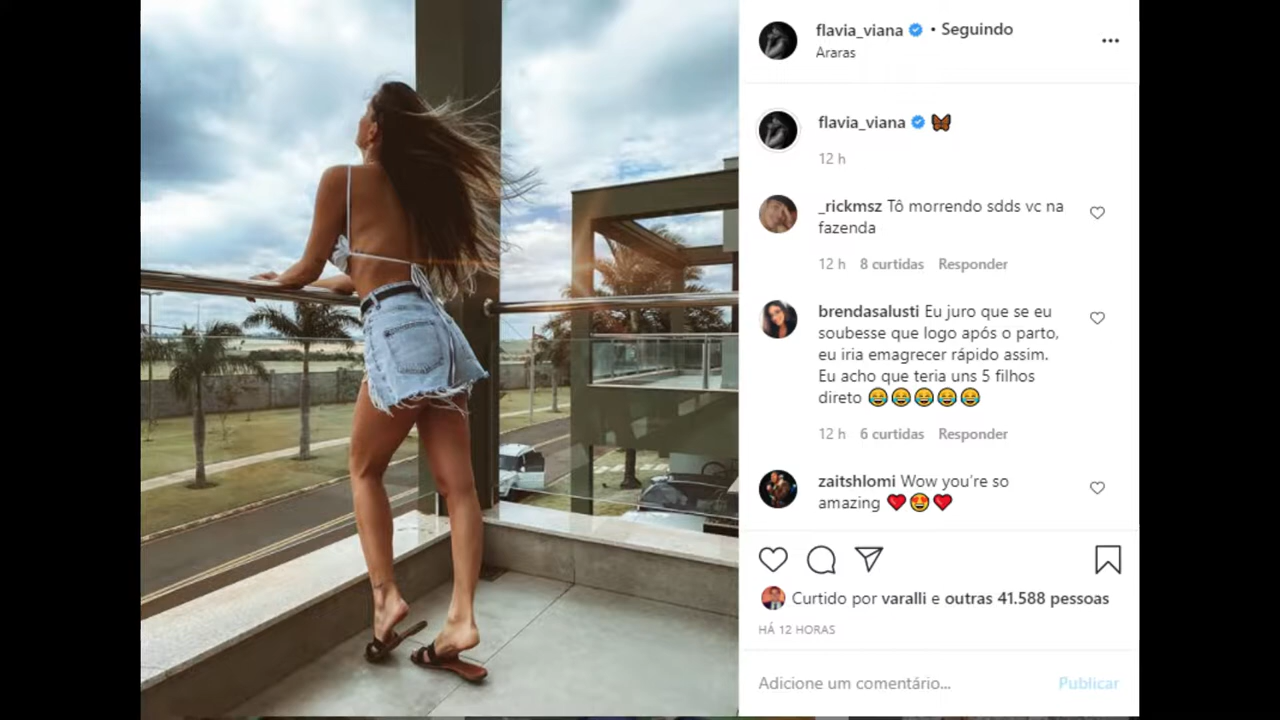 flavia_viana • Seguindo
Araras
flavia_viana
12 h
_rickmsz Tô morrendo sdds vc na
fazenda
12 h 8 curtidas Responder
brendasalusti Eu juro que se eu
soubesse que logo após o parto,
eu iria emagrecer rápido assim.
Eu acho que teria uns 5 filhos
direto 😂😂😂😂😂
12 h 6 curtidas Responder
zaitshlomi Wow you're so
amazing ❤️😍❤️
Curtido por varalli e outras 41.588 pessoas
HÁ 12 HORAS
Adicione um comentário... Publicar